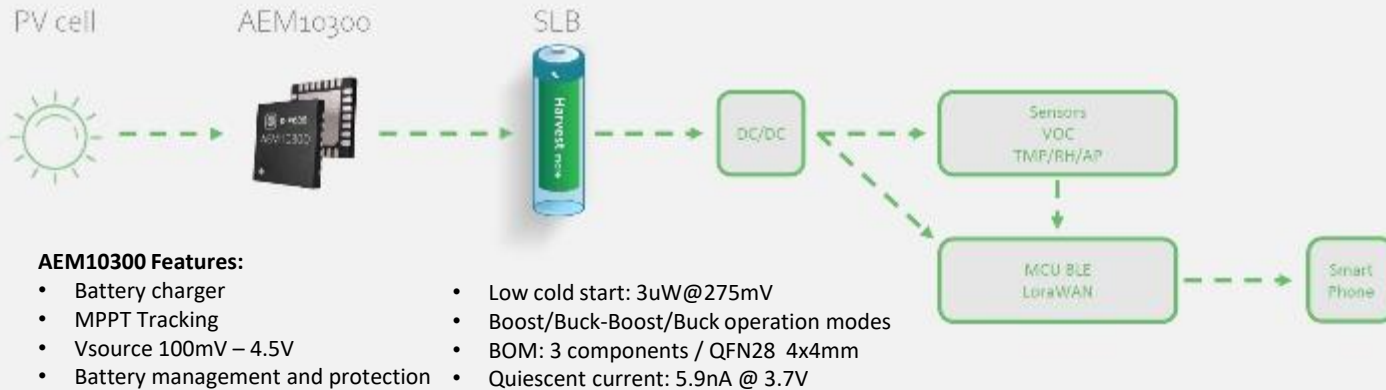 PV cell
AEM10300
SLB
AEM10300
Harvest now
DC/DC
Sensors
VOC
TMP/RH/AP
MCU BLE
LoraWAN
Smart
Phone
AEM10300 Features:
• Battery charger
• MPPT Tracking
• Vsource 100mV – 4.5V
• Battery management and protection
• Low cold start: 3uW@275mV
• Boost/Buck-Boost/Buck operation modes
• BOM: 3 components / QFN28 4x4mm
• Quiescent current: 5.9nA @ 3.7V